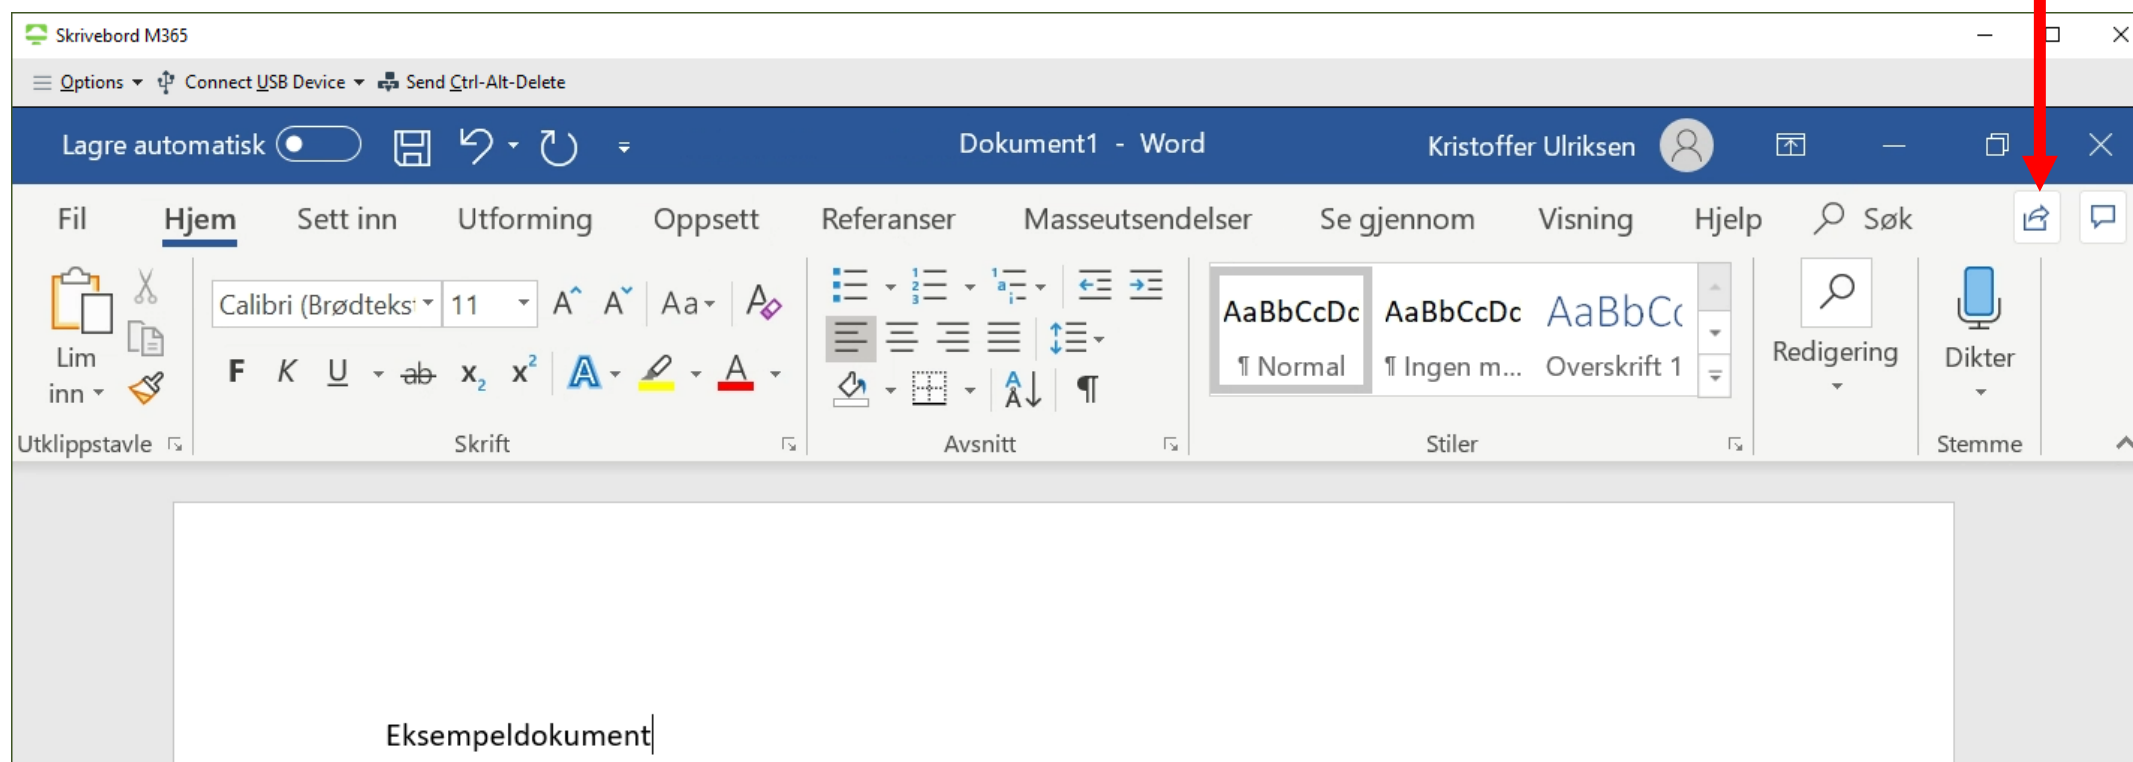 Skrivebord M365
Options Connect USB Device Send Ctrl-Alt-Delete
Lagre automatisk Dokument1 - Word Kristoffer Ulriksen
Fil Hjem Sett inn Utforming Oppsett Referanser Masseutsendelser Se gjennom Visning Hjelp Søk
Lim inn
Utklippstavle
Calibri (Brødtekst 11 A A Aa A
F K U ab x2 x2 A A
Skrift
Avsnitt
AaBbCcDc AaBbCcDc AaBbCc
¶ Normal ¶ Ingen m... Overskrift 1
Stiler
Redigering
Dikter
Stemme
Eksempeldokument